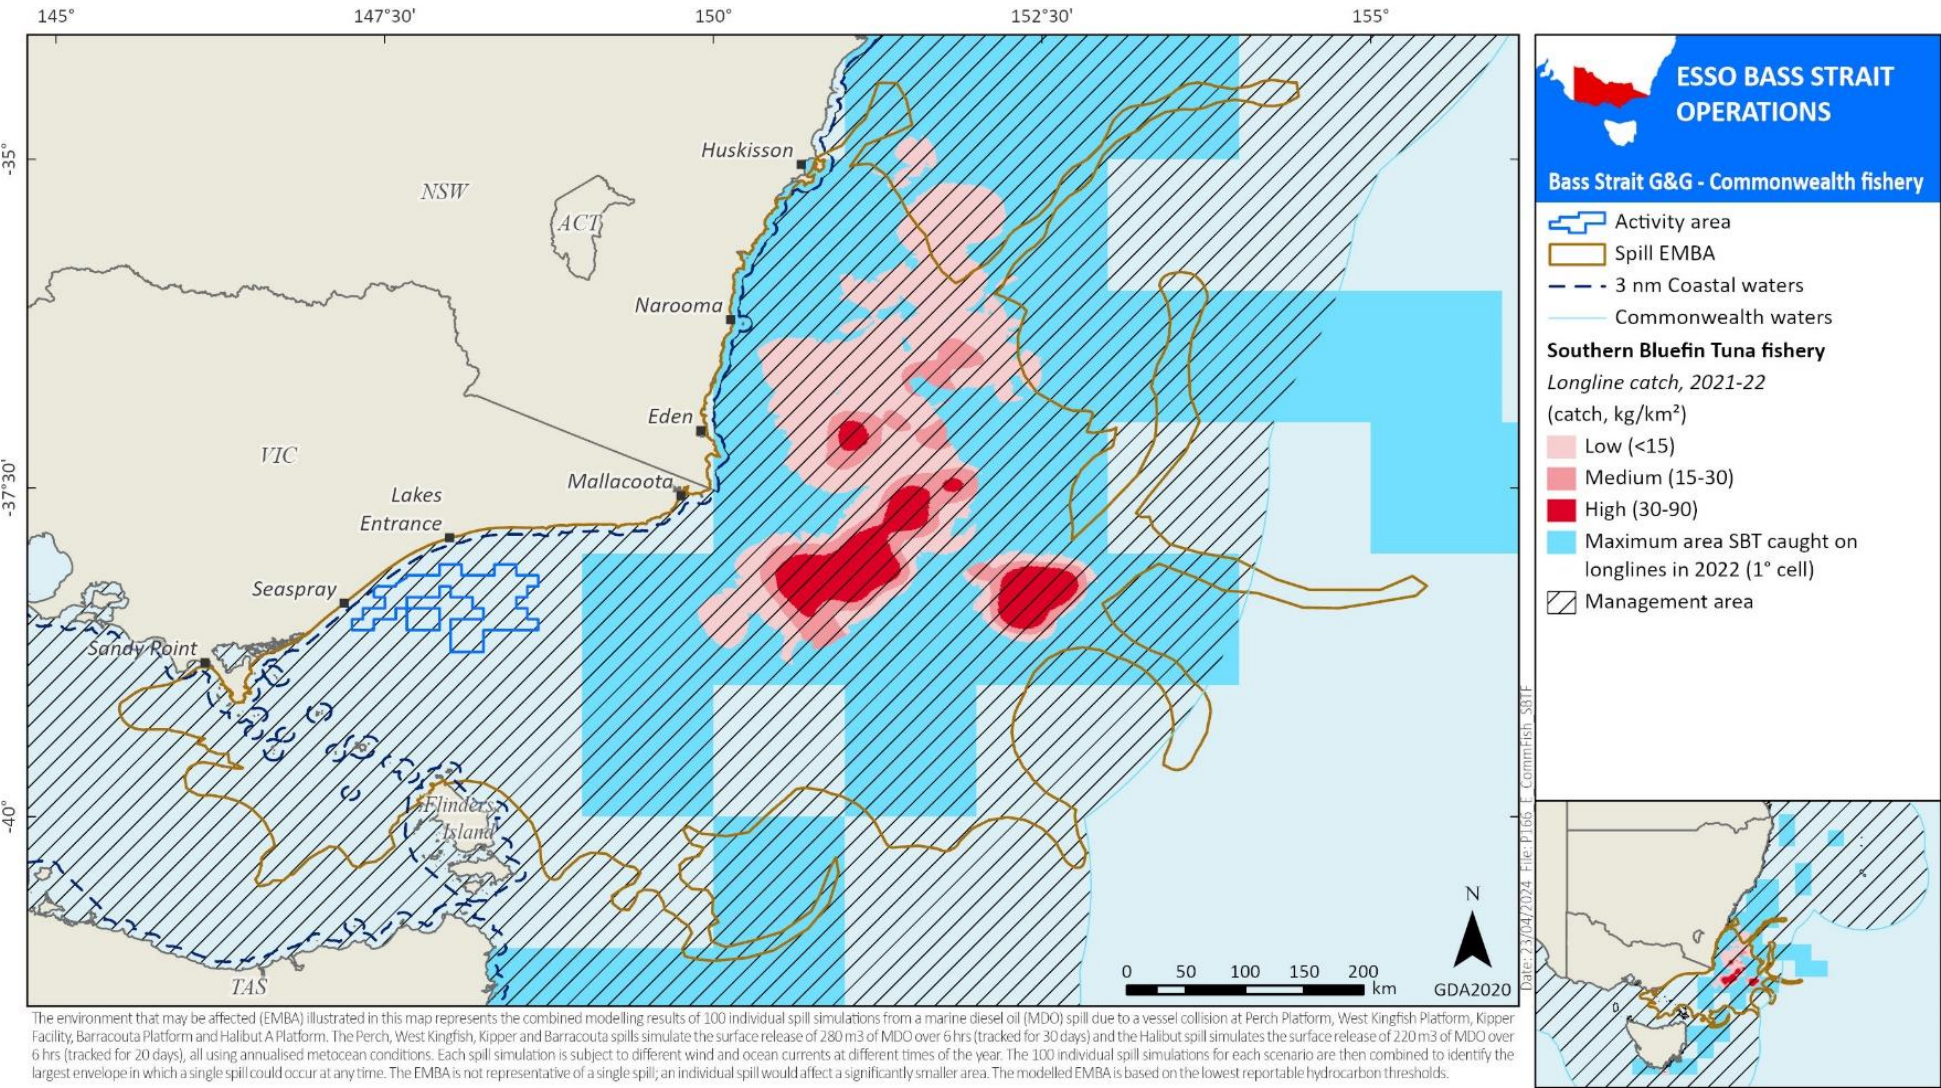 145°
147°30'
150°
152°30'
155°
-35°
-37°30'
-40°
Huskisson
NSW
ACT
Narooma
Eden
VIC
Mallacoota
Lakes
Entrance
Seaspray
Sandy Point
Flinders
Island
TAS
N
0 50 100 150 200
km
GDA2020
Date: 23/04/2024 File: P166_E_CommFish_SBTF
ESSO BASS STRAIT
OPERATIONS
Bass Strait G&G - Commonwealth fishery
Activity area
Spill EMBA
3 nm Coastal waters
Commonwealth waters
Southern Bluefin Tuna fishery
Longline catch, 2021-22
(catch, kg/km²)
Low (<15)
Medium (15-30)
High (30-90)
Maximum area SBT caught on
longlines in 2022 (1° cell)
Management area
The environment that may be affected (EMBA) illustrated in this map represents the combined modelling results of 100 individual spill simulations from a marine diesel oil (MDO) spill due to a vessel collision at Perch Platform, West Kingfish Platform, Kipper
Facility, Barracouta Platform and Halibut A Platform. The Perch, West Kingfish, Kipper and Barracouta spills simulate the surface release of 280 m3 of MDO over 6 hrs (tracked for 30 days) and the Halibut spill simulates the surface release of 220 m3 of MDO over
6 hrs (tracked for 20 days), all using annualised metocean conditions. Each spill simulation is subject to different wind and ocean currents at different times of the year. The 100 individual spill simulations for each scenario are then combined to identify the
largest envelope in which a single spill could occur at any time. The EMBA is not representative of a single spill; an individual spill would affect a significantly smaller area. The modelled EMBA is based on the lowest reportable hydrocarbon thresholds.